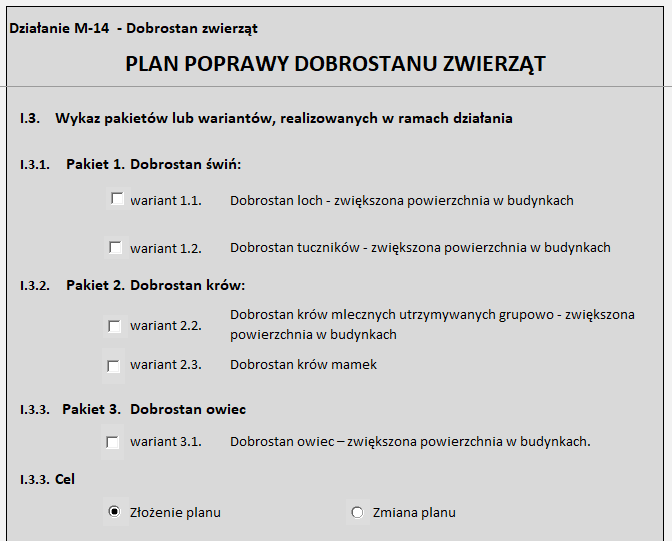 Działanie M-14 - Dobrostan zwierząt
PLAN POPRAWY DOBROSTANU ZWIERZĄT
I.3. Wykaz pakietów lub wariantów, realizowanych w ramach działania
I.3.1. Pakiet 1. Dobrostan świń:
wariant 1.1. Dobrostan loch - zwiększona powierzchnia w budynkach
wariant 1.2. Dobrostan tuczników - zwiększona powierzchnia w budynkach
I.3.2. Pakiet 2. Dobrostan krów:
wariant 2.2. Dobrostan krów mlecznych utrzymywanych grupowo - zwiększona
powierzchnia w budynkach
wariant 2.3. Dobrostan krów mamek
I.3.3. Pakiet 3. Dobrostan owiec
wariant 3.1. Dobrostan owiec – zwiększona powierzchnia w budynkach.
I.3.3. Cel
Złożenie planu Zmiana planu